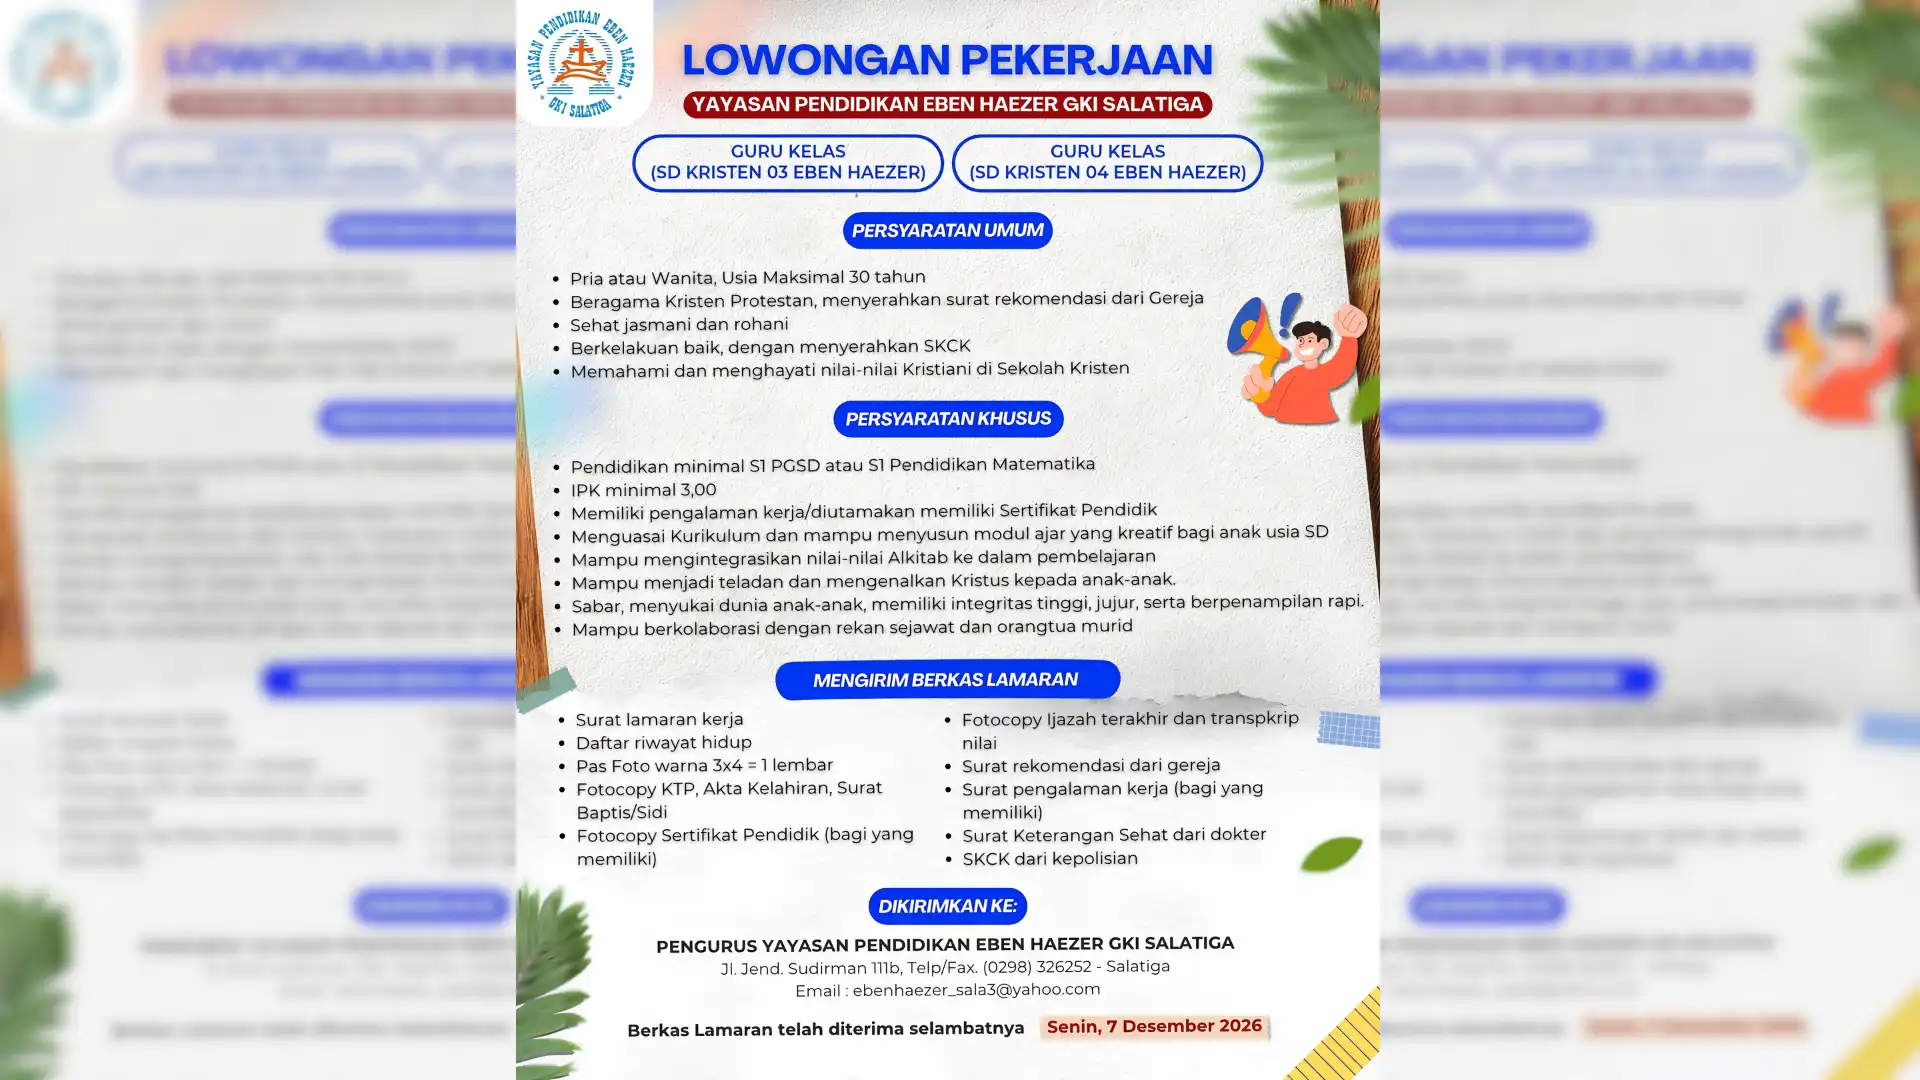 YAYASAN PENDIDIKAN EBEN HAEZER
GKI SALATIGA
LOWONGAN PEKERJAAN
YAYASAN PENDIDIKAN EBEN HAEZER GKI SALATIGA
GURU KELAS
(SD KRISTEN 03 EBEN HAEZER)
GURU KELAS
(SD KRISTEN 04 EBEN HAEZER)
PERSYARATAN UMUM
• Pria atau Wanita, Usia Maksimal 30 tahun
• Beragama Kristen Protestan, menyerahkan surat rekomendasi dari Gereja
• Sehat jasmani dan rohani
• Berkelakuan baik, dengan menyerahkan SKCK
• Memahami dan menghayati nilai-nilai Kristiani di Sekolah Kristen
PERSYARATAN KHUSUS
• Pendidikan minimal S1 PGSD atau S1 Pendidikan Matematika
• IPK minimal 3,00
• Memiliki pengalaman kerja/diutamakan memiliki Sertifikat Pendidik
• Menguasai Kurikulum dan mampu menyusun modul ajar yang kreatif bagi anak usia SD
• Mampu mengintegrasikan nilai-nilai Alkitab ke dalam pembelajaran
• Mampu menjadi teladan dan mengenalkan Kristus kepada anak-anak.
• Sabar, menyukai dunia anak-anak, memiliki integritas tinggi, jujur, serta berpenampilan rapi.
• Mampu berkolaborasi dengan rekan sejawat dan orangtua murid
MENGIRIM BERKAS LAMARAN
• Surat lamaran kerja
• Daftar riwayat hidup
• Pas Foto warna 3x4 = 1 lembar
• Fotocopy KTP, Akta Kelahiran, Surat
Baptis/Sidi
• Fotocopy Sertifikat Pendidik (bagi yang
memiliki)
• Fotocopy Ijazah terakhir dan transpkrip
nilai
• Surat rekomendasi dari gereja
• Surat pengalaman kerja (bagi yang
memiliki)
• Surat Keterangan Sehat dari dokter
• SKCK dari kepolisian
DIKIRIMKAN KE:
PENGURUS YAYASAN PENDIDIKAN EBEN HAEZER GKI SALATIGA
Jl. Jend. Sudirman 111b, Telp/Fax. (0298) 326252 - Salatiga
Email : ebenhaezer_sala3@yahoo.com
Berkas Lamaran telah diterima selambatnya Senin, 7 Desember 2026